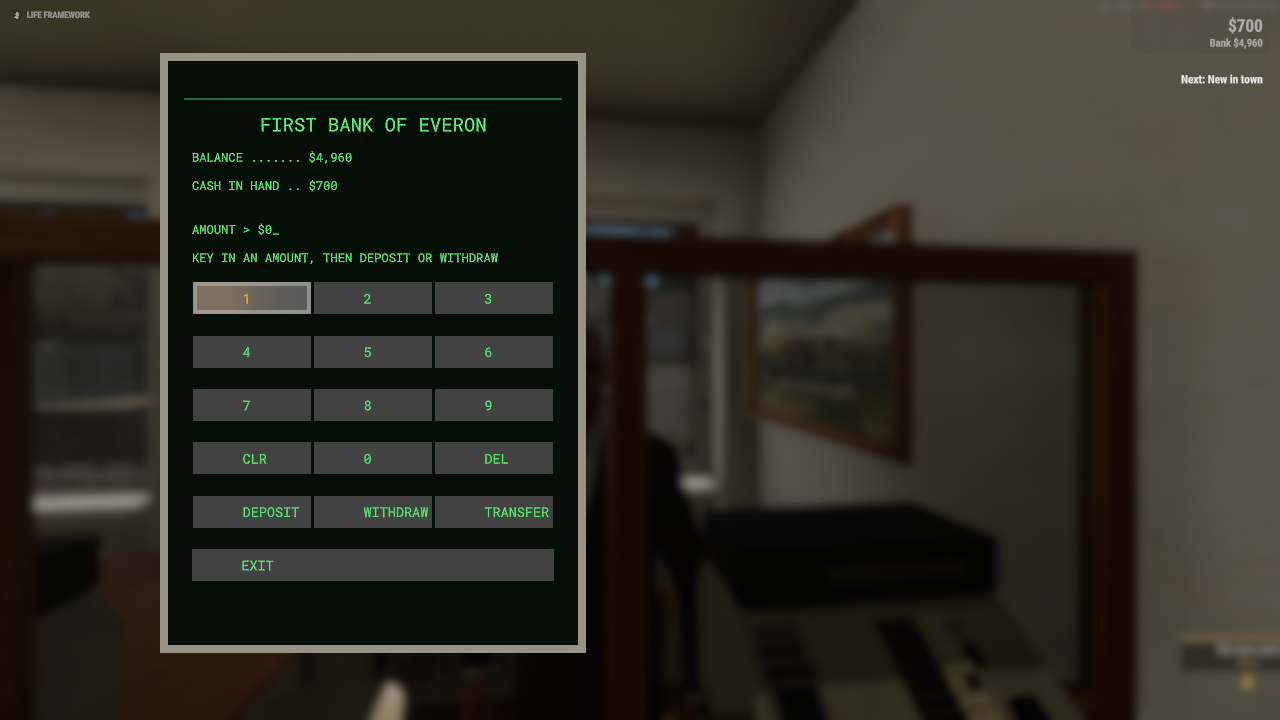 LIFE FRAMEWORK
$700
Bank $4,960
Next: New in town
FIRST BANK OF EVERON
BALANCE ....... $4,960
CASH IN HAND .. $700
AMOUNT > $0_
KEY IN AN AMOUNT, THEN DEPOSIT OR WITHDRAW
1 2 3
4 5 6
7 8 9
CLR 0 DEL
DEPOSIT WITHDRAW TRANSFER
EXIT